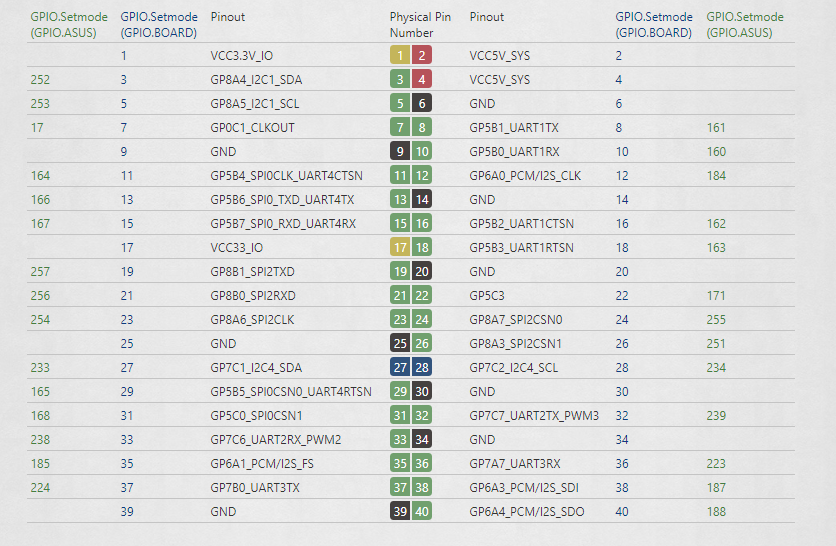 GPIO.Setmode GPIO.Setmode Pinout Physical Pin Pinout GPIO.Setmode GPIO.Setmode
(GPIO.ASUS) (GPIO.BOARD) Number (GPIO.BOARD) (GPIO.ASUS)
1 VCC3.3V_IO 1 2 VCC5V_SYS 2
252 3 GP8A4_I2C1_SDA 3 4 VCC5V_SYS 4
253 5 GP8A5_I2C1_SCL 5 6 GND 6
17 7 GP0C1_CLKOUT 7 8 GP5B1_UART1TX 8 161
9 GND 9 10 GP5B0_UART1RX 10 160
164 11 GP5B4_SPI0CLK_UART4CTSN 11 12 GP6A0_PCM/I2S_CLK 12 184
166 13 GP5B6_SPI0_TXD_UART4TX 13 14 GND 14
167 15 GP5B7_SPI0_RXD_UART4RX 15 16 GP5B2_UART1CTSN 16 162
17 VCC33_IO 17 18 GP5B3_UART1RTSN 18 163
257 19 GP8B1_SPI2TXD 19 20 GND 20
256 21 GP8B0_SPI2RXD 21 22 GP5C3 22 171
254 23 GP8A6_SPI2CLK 23 24 GP8A7_SPI2CSN0 24 255
25 GND 25 26 GP8A3_SPI2CSN1 26 251
233 27 GP7C1_I2C4_SDA 27 28 GP7C2_I2C4_SCL 28 234
165 29 GP5B5_SPI0CSN0_UART4RTSN 29 30 GND 30
168 31 GP5C0_SPI0CSN1 31 32 GP7C7_UART2TX_PWM3 32 239
238 33 GP7C6_UART2RX_PWM2 33 34 GND 34
185 35 GP6A1_PCM/I2S_FS 35 36 GP7A7_UART3RX 36 223
224 37 GP7B0_UART3TX 37 38 GP6A3_PCM/I2S_SDI 38 187
39 GND 39 40 GP6A4_PCM/I2S_SDO 40 188